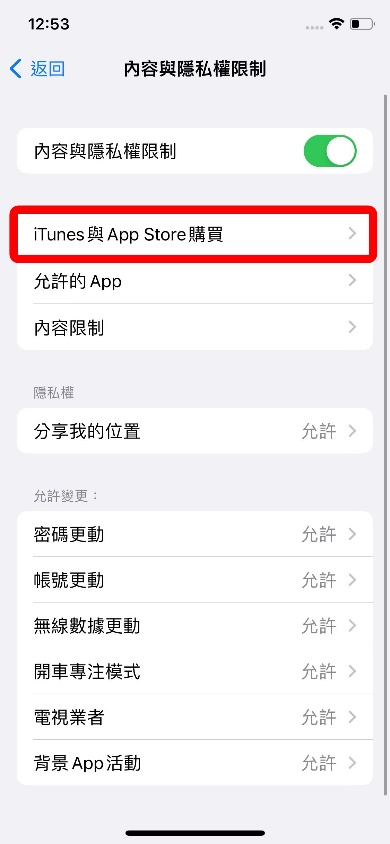 12:53
返回
內容與隱私權限制
內容與隱私權限制
iTunes與App Store購買
允許的App
內容限制
隱私權
分享我的位置 允許
允許變更：
密碼更動 允許
帳號更動 允許
無線數據更動 允許
開車專注模式 允許
電視業者 允許
背景App活動 允許